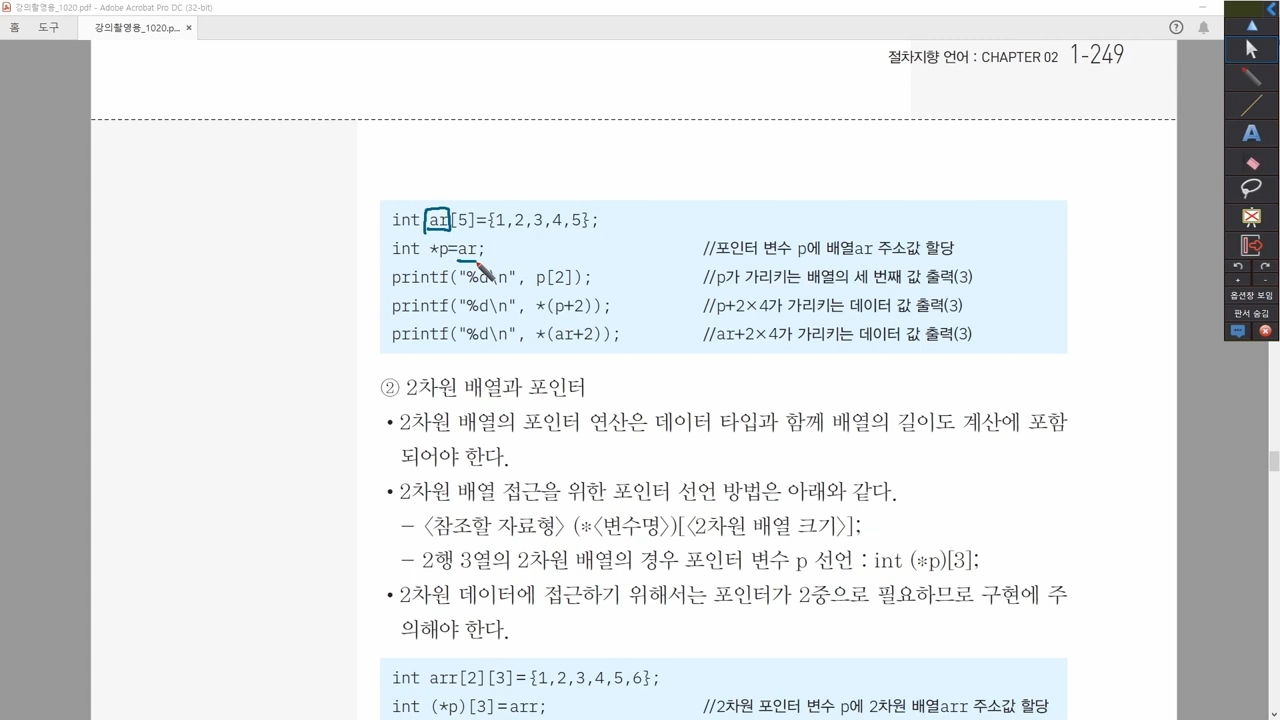 강의촬영용_1020.pdf - Adobe Acrobat Pro DC (32-bit)
홈 도구 강의촬영용_1020.p... ×
절차지향 언어 : CHAPTER 02 1-249
int ar[5]={1,2,3,4,5};
int *p=ar; //포인터 변수 p에 배열ar 주소값 할당
printf("%d\n", p[2]); //p가 가리키는 배열의 세 번째 값 출력(3)
printf("%d\n", *(p+2)); //p+2×4가 가리키는 데이터 값 출력(3)
printf("%d\n", *(ar+2)); //ar+2×4가 가리키는 데이터 값 출력(3)
② 2차원 배열과 포인터
• 2차원 배열의 포인터 연산은 데이터 타입과 함께 배열의 길이도 계산에 포함
되어야 한다.
• 2차원 배열 접근을 위한 포인터 선언 방법은 아래와 같다.
– 〈참조할 자료형〉 (*〈변수명〉)[〈2차원 배열 크기〉];
– 2행 3열의 2차원 배열의 경우 포인터 변수 p 선언 : int (*p)[3];
• 2차원 데이터에 접근하기 위해서는 포인터가 2중으로 필요하므로 구현에 주
의해야 한다.
int arr[2][3]={1,2,3,4,5,6};
int (*p)[3]=arr; //2차원 포인터 변수 p에 2차원 배열arr 주소값 할당
A
옵션창 보임
판서 숨김